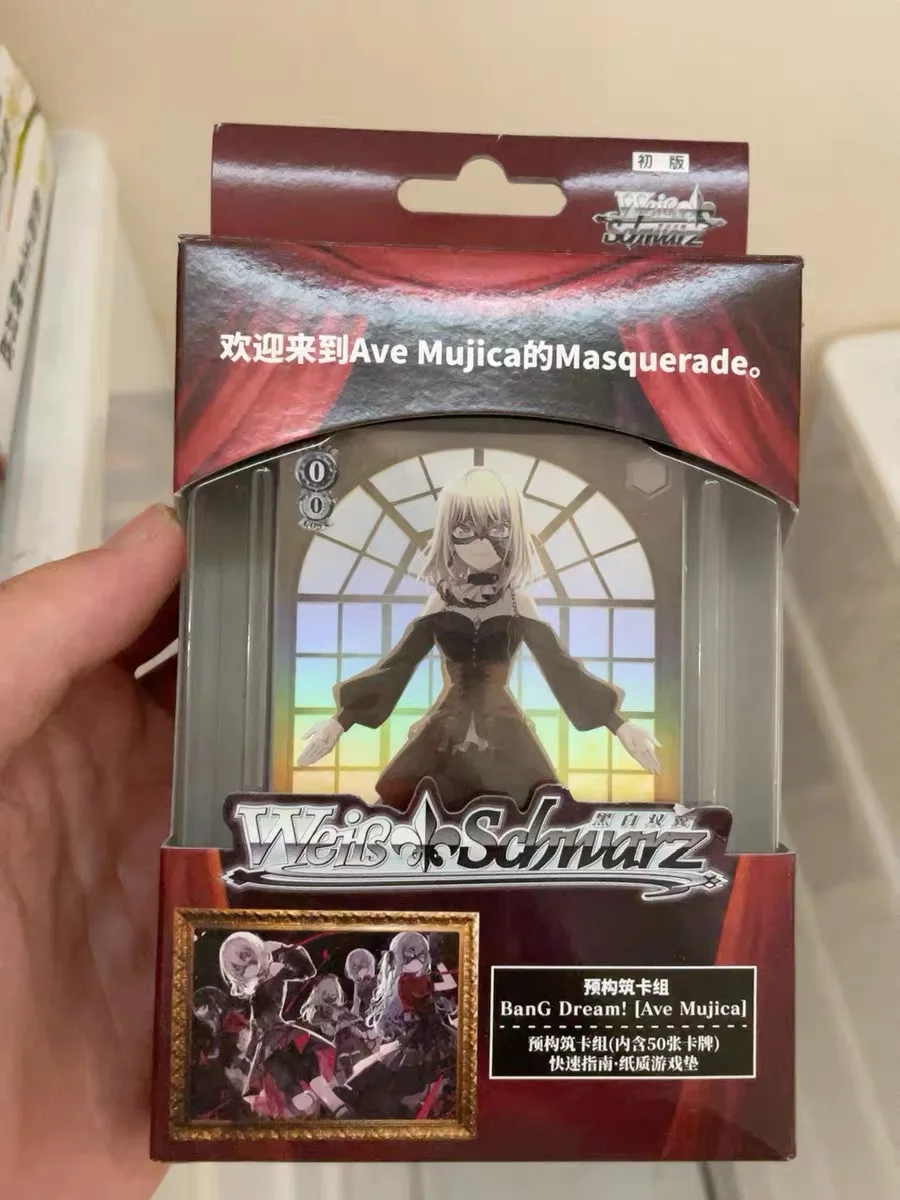 初版
Weiß Schwarz
欢迎来到Ave Mujica的Masquerade。
0
0
COST
黑白双翼
Weiß Schwarz
预构筑卡组
BanG Dream! [Ave Mujica]
预构筑卡组(内含50张卡牌)
快速指南·纸质游戏垫